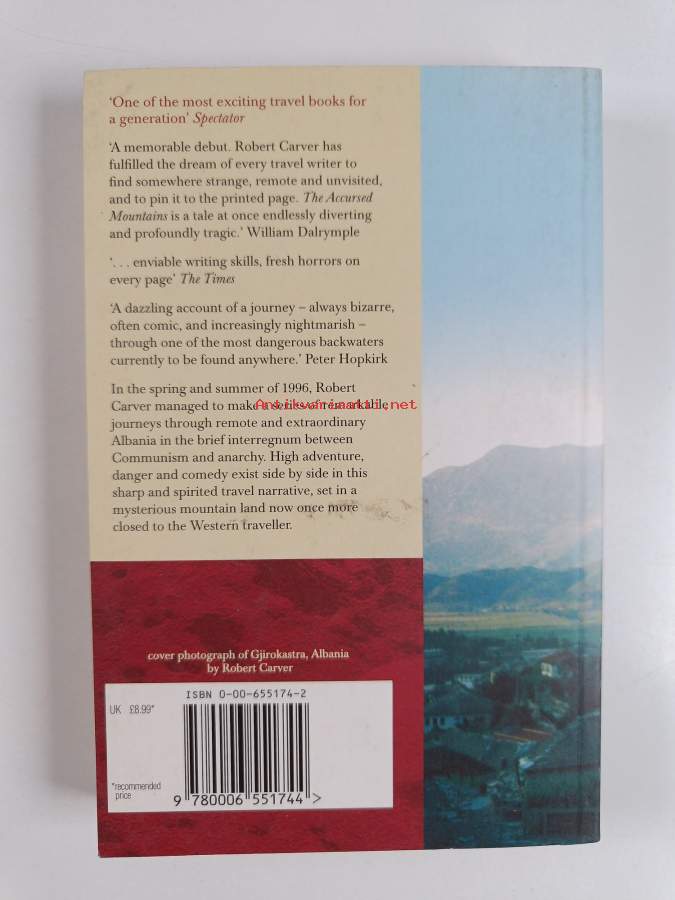 ‘One of the most exciting travel books for
a generation’ Spectator
‘A memorable debut. Robert Carver has
fulfilled the dream of every travel writer to
find somewhere strange, remote and unvisited,
and to pin it to the printed page. The Accursed
Mountains is a tale at once endlessly diverting
and profoundly tragic.’ William Dalrymple
‘. . . enviable writing skills, fresh horrors on
every page’ The Times
‘A dazzling account of a journey – always bizarre,
often comic, and increasingly nightmarish –
through one of the most dangerous backwaters
currently to be found anywhere.’ Peter Hopkirk
In the spring and summer of 1996, Robert
Carver managed to make a series of remarkable
Antikvariaatti.net
journeys through remote and extraordinary
Albania in the brief interregnum between
Communism and anarchy. High adventure,
danger and comedy exist side by side in this
sharp and spirited travel narrative, set in a
mysterious mountain land now once more
closed to the Western traveller.
cover photograph of Gjirokastra, Albania
by Robert Carver
ISBN 0-00-655174-2
UK £8.99*
*recommended
price
9 780006 551744 >